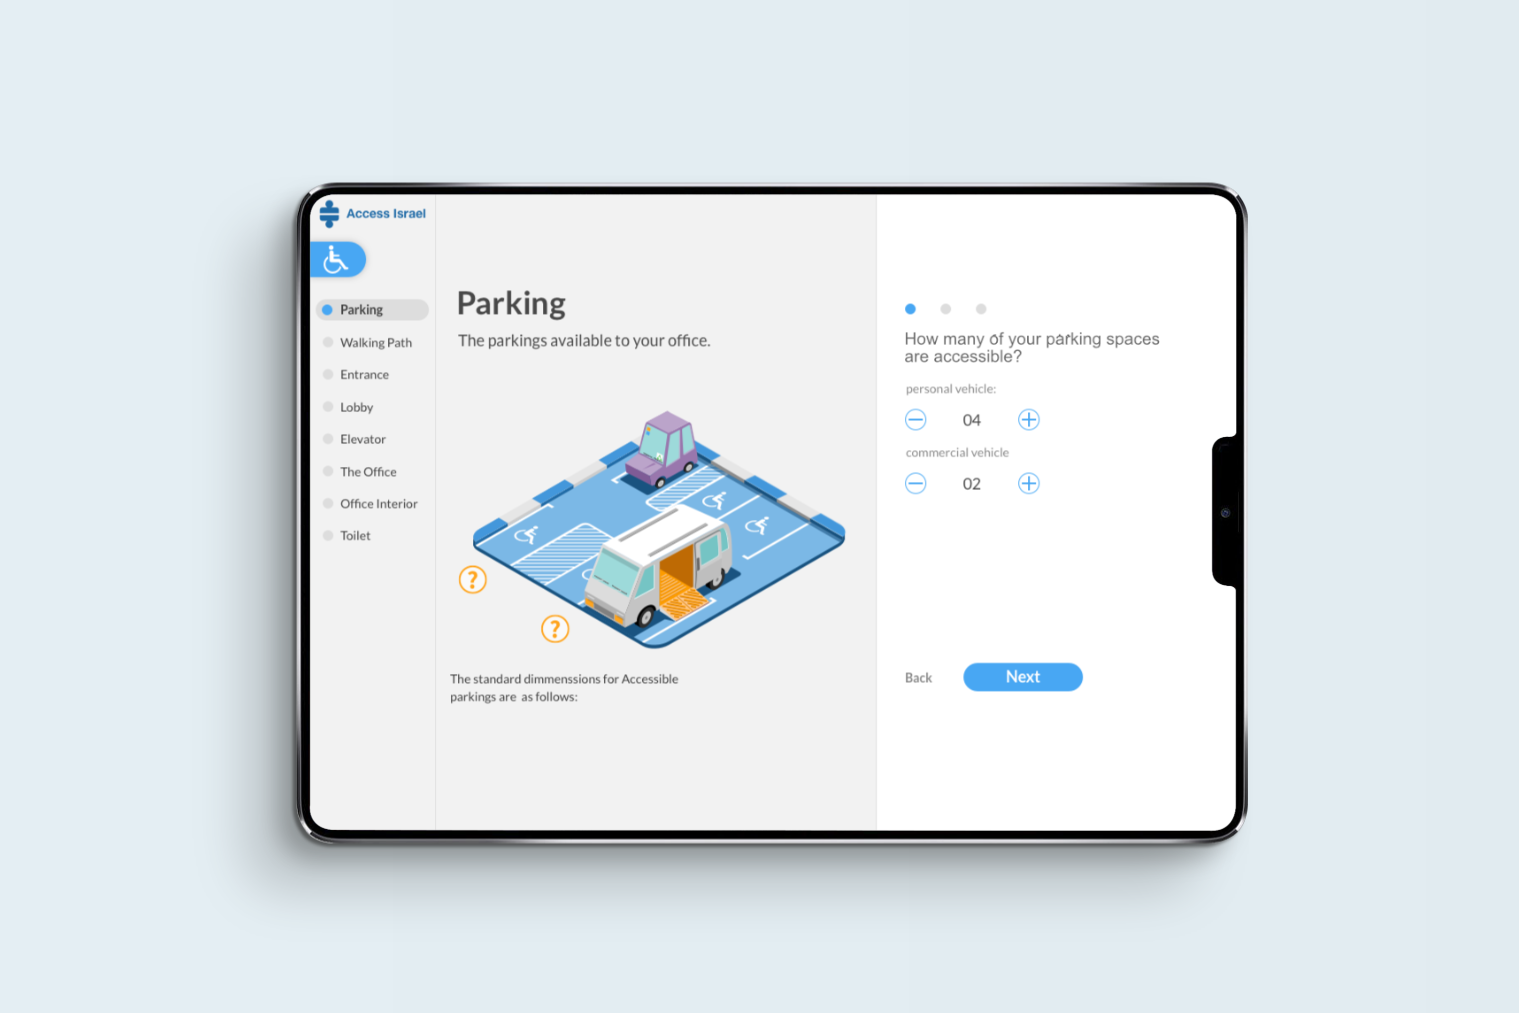 Access Israel
Parking
Walking Path
Entrance
Lobby
Elevator
The Office
Office Interior
Toilet
Parking
The parkings available to your office.
?
?
The standard dimmenssions for Accessible
parkings are as follows:
How many of your parking spaces
are accessible?
personal vehicle:
04
commercial vehicle
02
Back
Next